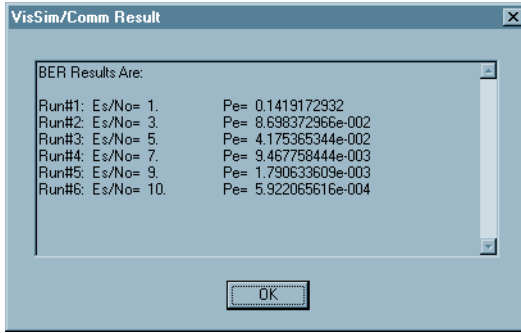 VisSim/Comm Result
BER Results Are:
Run#1: Es/No= 1. Pe= 0.1419172932
Run#2: Es/No= 3. Pe= 8.698372966e-002
Run#3: Es/No= 5. Pe= 4.175365344e-002
Run#4: Es/No= 7. Pe= 9.467758444e-003
Run#5: Es/No= 9. Pe= 1.790633609e-003
Run#6: Es/No= 10. Pe= 5.922065616e-004
OK